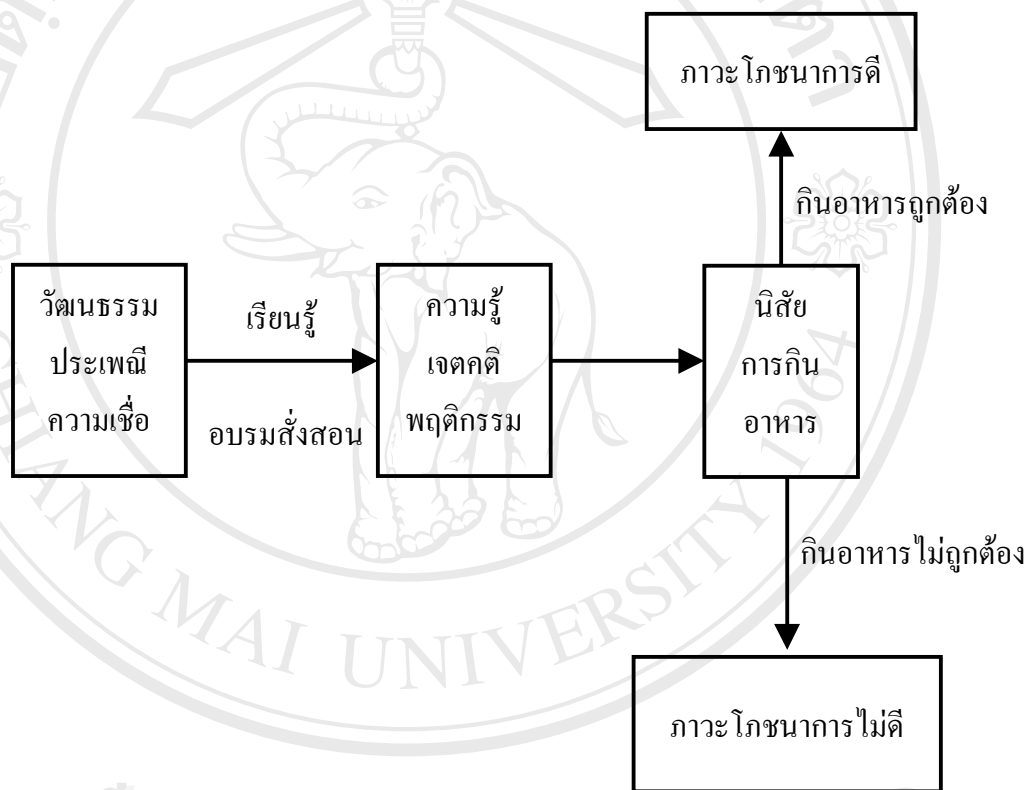 ภาวะโภชนาการดี
กินอาหารถูกต้อง
วัฒนธรรม
ประเพณี
ความเชื่อ
เรียนรู้
อบรมสั่งสอน
ความรู้
เจตคติ
พฤติกรรม
นิสัย
การกิน
อาหาร
กินอาหารไม่ถูกต้อง
ภาวะโภชนาการไม่ดี
CHIANG MAI UNIVERSITY 1964